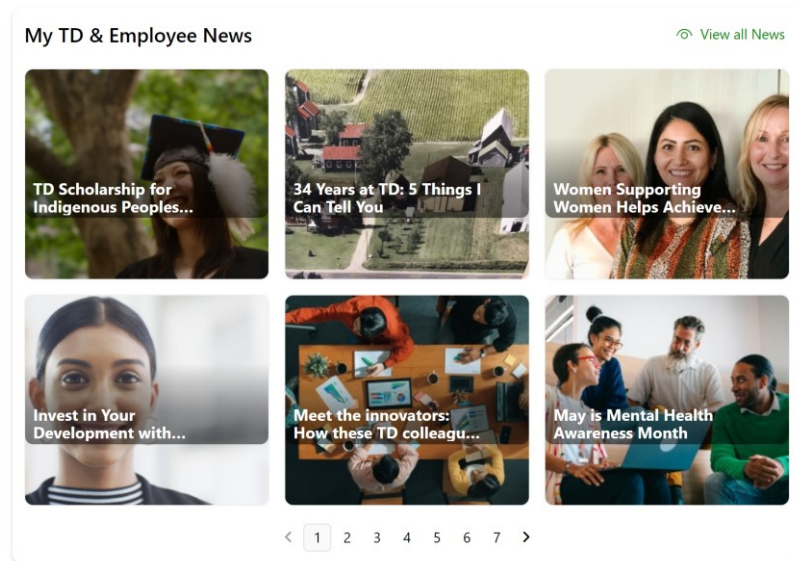 My TD & Employee News
View all News
TD Scholarship for
Indigenous Peoples...
34 Years at TD: 5 Things I
Can Tell You
Women Supporting
Women Helps Achieve...
Invest in Your
Development with...
Meet the innovators:
How these TD colleagu...
May is Mental Health
Awareness Month
1 2 3 4 5 6 7